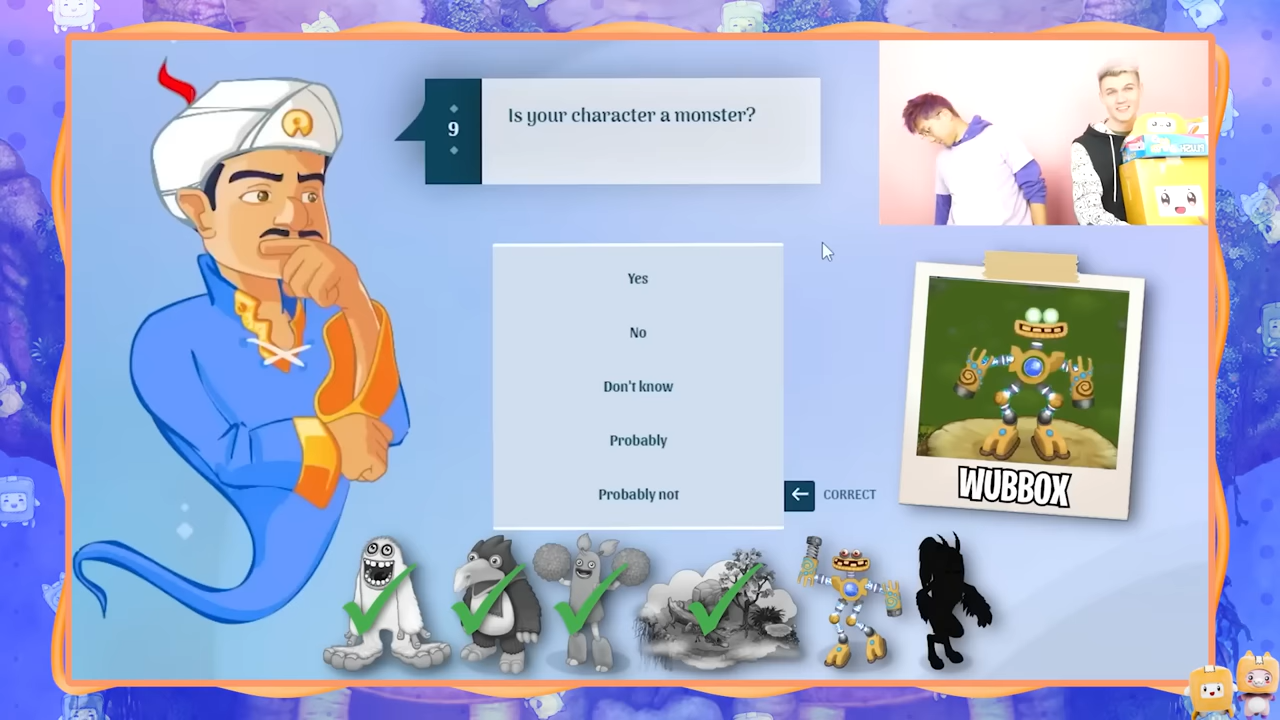 9
Is your character a monster?
Yes
No
Don't know
Probably
Probably not
CORRECT
WUBBOX